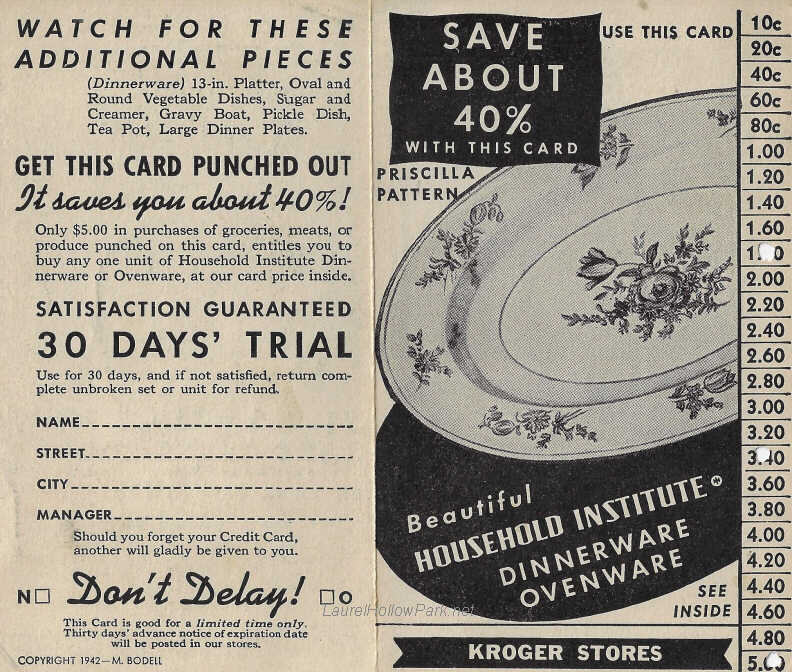 WATCH FOR THESE
ADDITIONAL PIECES
(Dinnerware) 13-in. Platter, Oval and
Round Vegetable Dishes, Sugar and
Creamer, Gravy Boat, Pickle Dish,
Tea Pot, Large Dinner Plates.
GET THIS CARD PUNCHED OUT
It saves you about 40%!
Only $5.00 in purchases of groceries, meats, or
produce punched on this card, entitles you to
buy any one unit of Household Institute Din-
nerware or Ovenware, at our card price inside.
SATISFACTION GUARANTEED
30 DAYS' TRIAL
Use for 30 days, and if not satisfied, return com-
plete unbroken set or unit for refund.
NAME
STREET
CITY
MANAGER
Should you forget your Credit Card,
another will gladly be given to you.
N□ Don't Delay! □O
This Card is good for a limited time only.
Thirty days' advance notice of expiration date
will be posted in our stores.
COPYRIGHT 1942—M. BODELL
SAVE
ABOUT
40%
WITH THIS CARD
USE THIS CARD
PRISCILLA
PATTERN
Beautiful
HOUSEHOLD INSTITUTE*
DINNERWARE
OVENWARE
SEE
INSIDE
LaurelHollowPark.net
KROGER STORES
10c
20c
40c
60c
80c
1.00
1.20
1.40
1.60
2.00
2.20
2.40
2.60
2.80
3.00
3.20
3.40
3.60
3.80
4.00
4.20
4.40
4.60
4.80
5.00